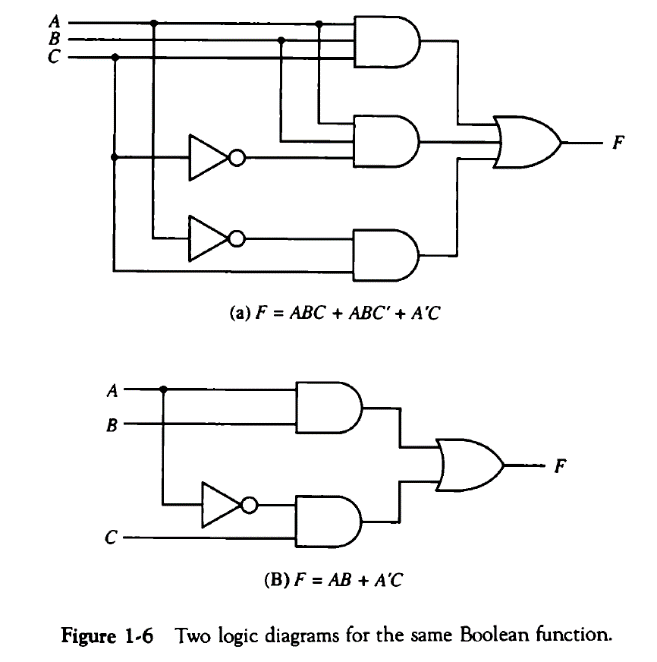 A
B
C
F
(a) F = ABC + ABC' + A'C
A
B
F
C
(B) F = AB + A'C
Figure 1-6 Two logic diagrams for the same Boolean function.